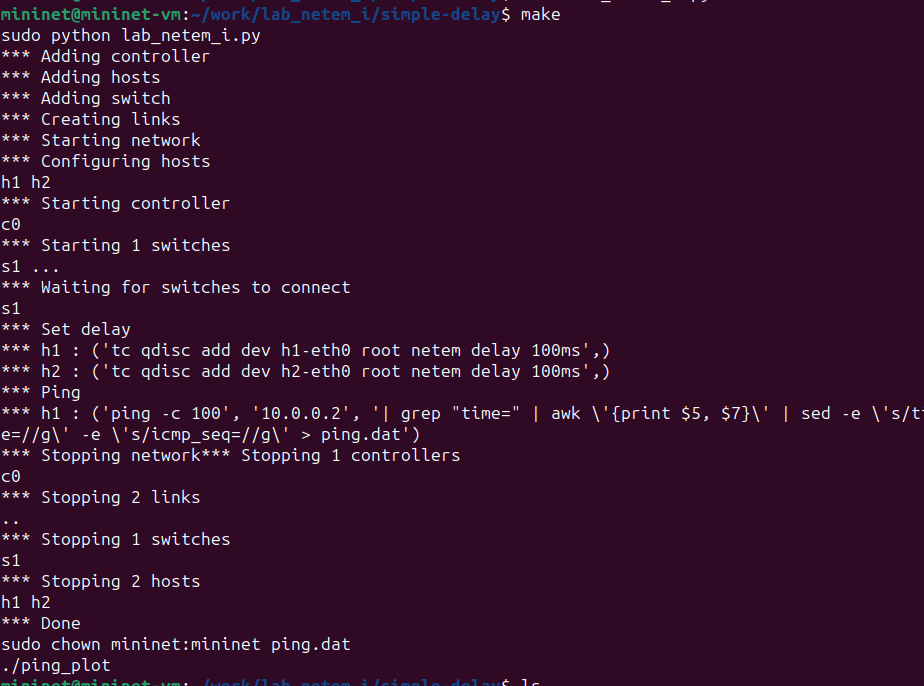 mininet@mininet-vm:~/work/lab_netem_i/simple-delay$ make
sudo python lab_netem_i.py
*** Adding controller
*** Adding hosts
*** Adding switch
*** Creating links
*** Starting network
*** Configuring hosts
h1 h2
*** Starting controller
c0
*** Starting 1 switches
s1 ...
*** Waiting for switches to connect
s1
*** Set delay
*** h1 : ('tc qdisc add dev h1-eth0 root netem delay 100ms',)
*** h2 : ('tc qdisc add dev h2-eth0 root netem delay 100ms',)
*** Ping
*** h1 : ('ping -c 100', '10.0.0.2', '| grep "time=" | awk \'{print $5, $7}\' | sed -e \'s/t
e=//g\' -e \'s/icmp_seq=//g\' > ping.dat')
*** Stopping network*** Stopping 1 controllers
c0
*** Stopping 2 links
..
*** Stopping 1 switches
s1
*** Stopping 2 hosts
h1 h2
*** Done
sudo chown mininet:mininet ping.dat
./ping_plot
mininet@mininet-vm:~/work/lab_netem_i/simple-delay$ ls